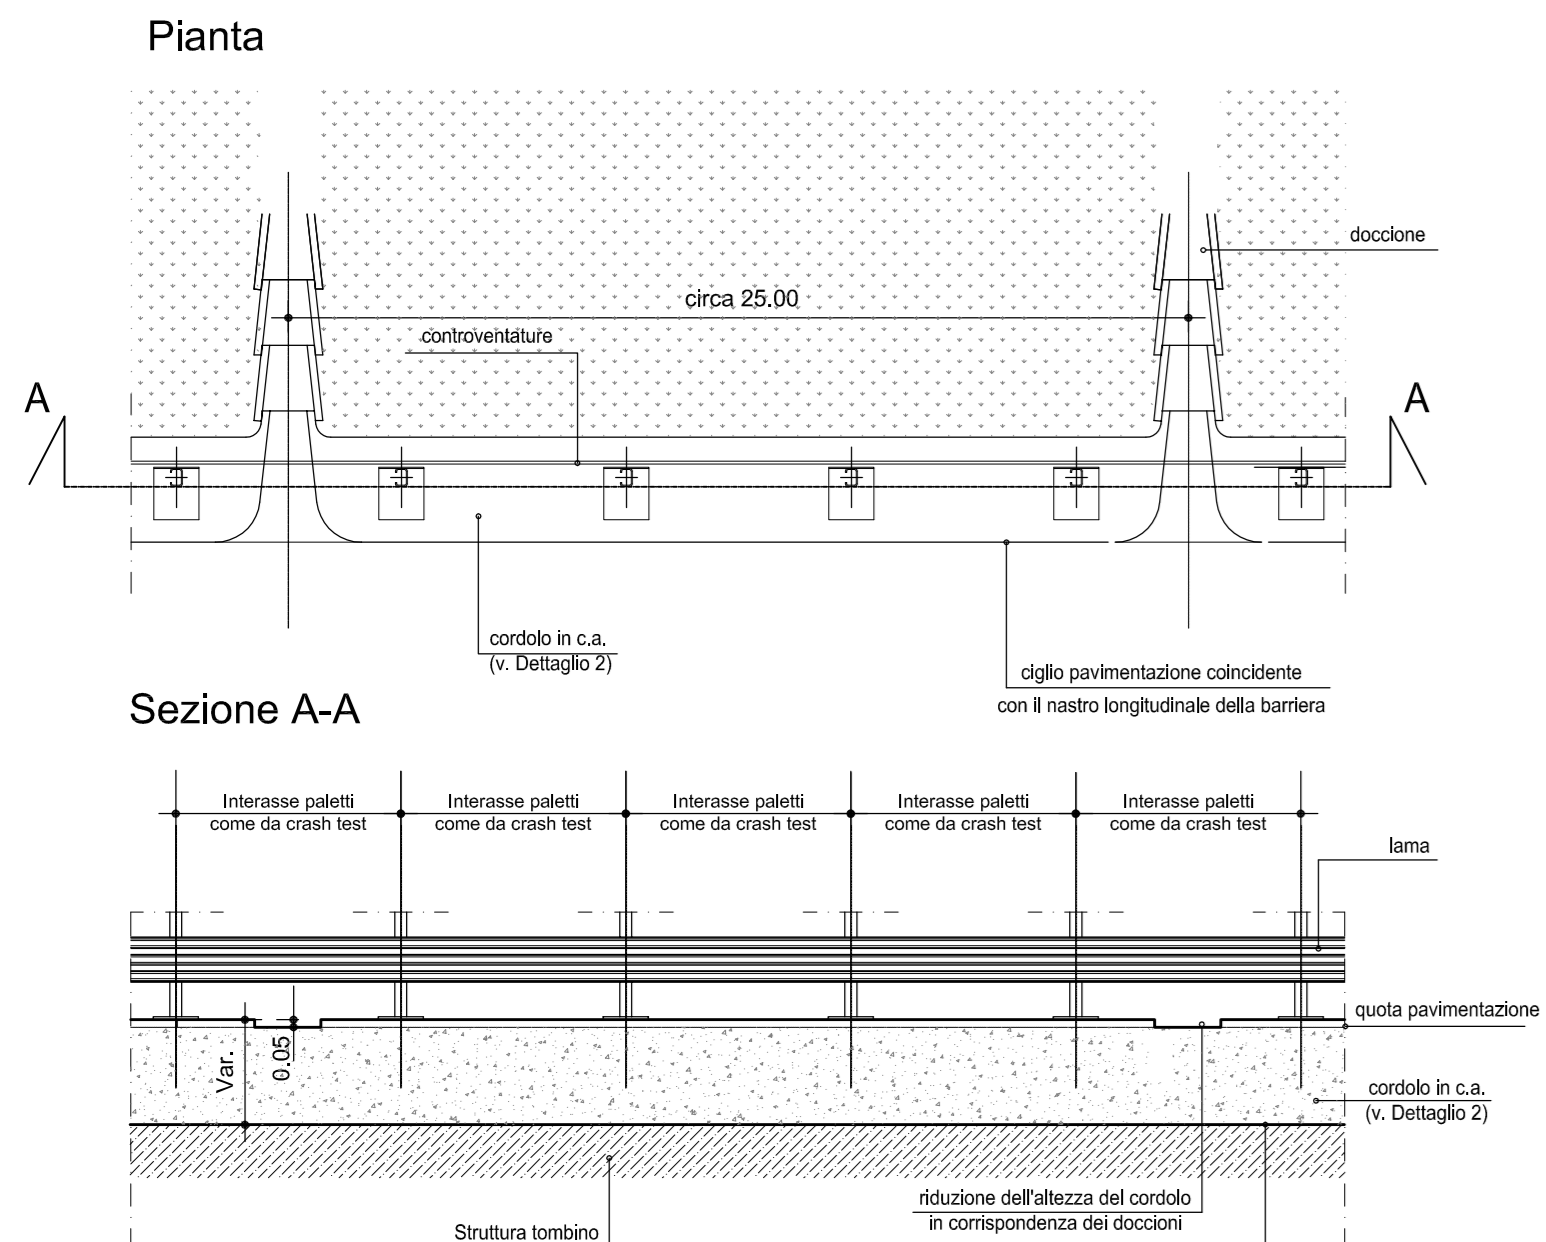 Pianta
doccione
circa 25.00
controventature
A
A
cordolo in c.a.
(v. Dettaglio 2)
ciglio pavimentazione coincidente
con il nastro longitudinale della barriera
Sezione A-A
Interasse paletti
come da crash test
Interasse paletti
come da crash test
Interasse paletti
come da crash test
Interasse paletti
come da crash test
Interasse paletti
come da crash test
lama
quota pavimentazione
Var.
0.05
cordolo in c.a.
(v. Dettaglio 2)
riduzione dell'altezza del cordolo
in corrispondenza dei doccioni
Struttura tombino